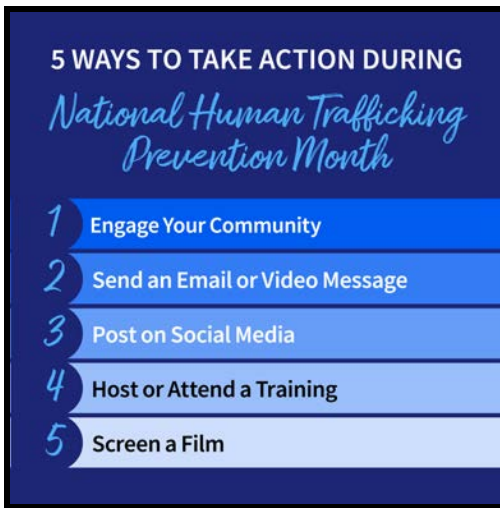 5 WAYS TO TAKE ACTION DURING
National Human Trafficking
Prevention Month
1 Engage Your Community
2 Send an Email or Video Message
3 Post on Social Media
4 Host or Attend a Training
5 Screen a Film